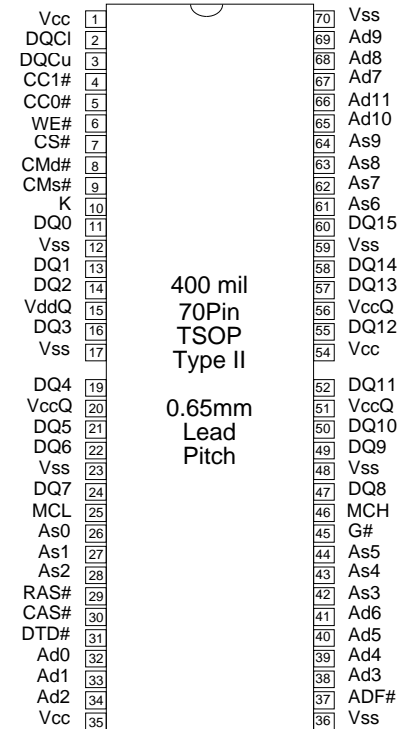 Vcc 1
DQCl 2
DQCu 3
CC1# 4
CC0# 5
WE# 6
CS# 7
CMd# 8
CMs# 9
K 10
DQ0 11
Vss 12
DQ1 13
DQ2 14
VddQ 15
DQ3 16
Vss 17
DQ4 19
VccQ 20
DQ5 21
DQ6 22
Vss 23
DQ7 24
MCL 25
As0 26
As1 27
As2 28
RAS# 29
CAS# 30
DTD# 31
Ad0 32
Ad1 33
Ad2 34
Vcc 35
400 mil
70Pin
TSOP
Type II
0.65mm
Lead
Pitch
70 Vss
69 Ad9
68 Ad8
67 Ad7
66 Ad11
65 Ad10
64 As9
63 As8
62 As7
61 As6
60 DQ15
59 Vss
58 DQ14
57 DQ13
56 VccQ
55 DQ12
54 Vcc
52 DQ11
51 VccQ
50 DQ10
49 DQ9
48 Vss
47 DQ8
46 MCH
45 G#
44 As5
43 As4
42 As3
41 Ad6
40 Ad5
39 Ad4
38 Ad3
37 ADF#
36 Vss